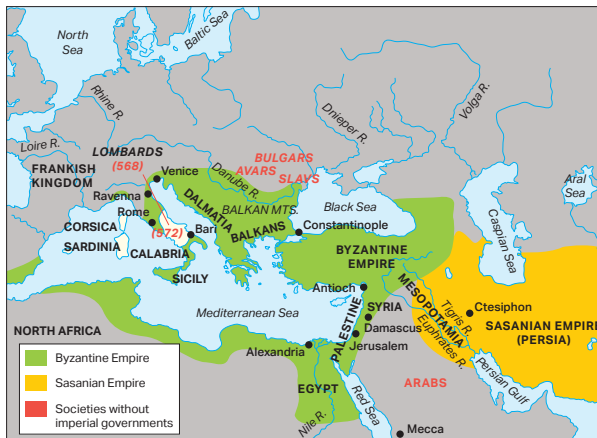 North
Sea
Baltic Sea
Rhine R.
Loire R.
Dnieper R.
Volga R.
Aral
Sea
Caspian Sea
LOMBARDS
(568)
FRANKISH
KINGDOM
Venice
Danube R.
BULGARS
AVARS
SLAVS
Ravenna
Rome
(572)
Bari
DALMATIA
BALKAN MTS.
BALKANS
Black Sea
Constantinople
CORSICA
SARDINIA
CALABRIA
SICILY
BYZANTINE
EMPIRE
Antioch
SYRIA
MESOPOTAMIA
Tigris R.
Euphrates R.
Ctesiphon
SASANIAN EMPIRE
(PERSIA)
Mediterranean Sea
PALESTINE
Damascus
Jerusalem
NORTH AFRICA
Alexandria
EGYPT
Nile R.
Red Sea
ARABS
Persian Gulf
Mecca
Byzantine Empire
Sasanian Empire
Societies without
imperial governments